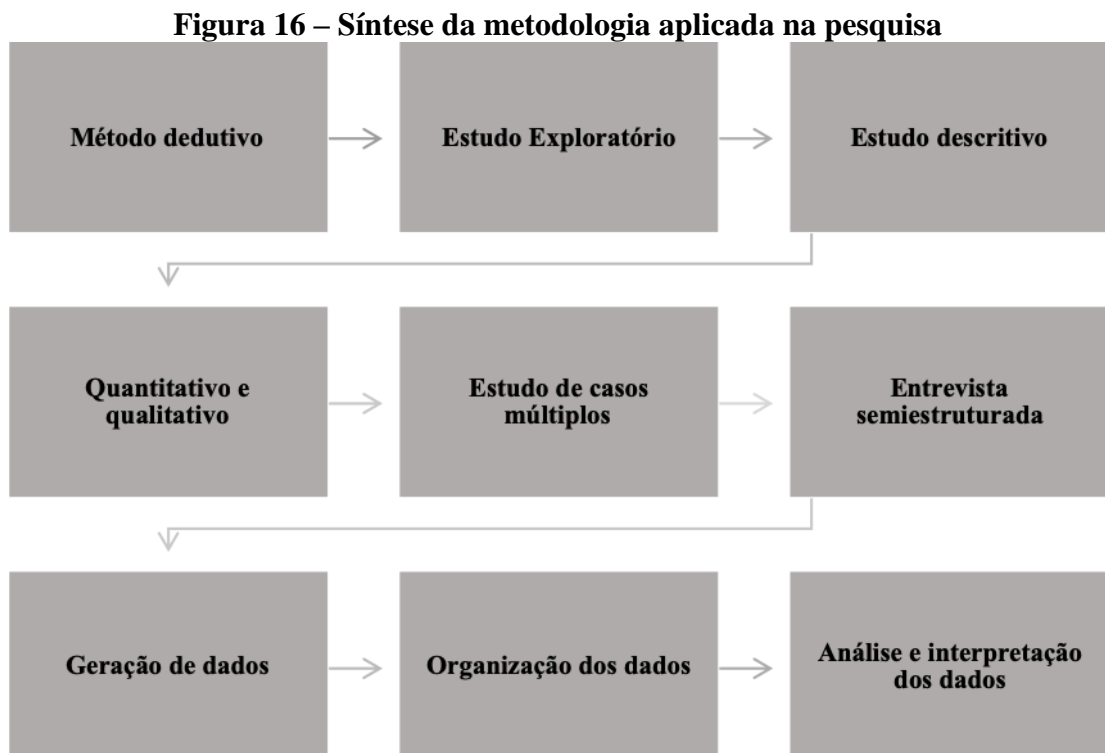 Figura 16 – Síntese da metodologia aplicada na pesquisa
Método dedutivo
Estudo Exploratório
Estudo descritivo
Quantitativo e
qualitativo
Estudo de casos
múltiplos
Entrevista
semiestruturada
Geração de dados
Organização dos dados
Análise e interpretação
dos dados